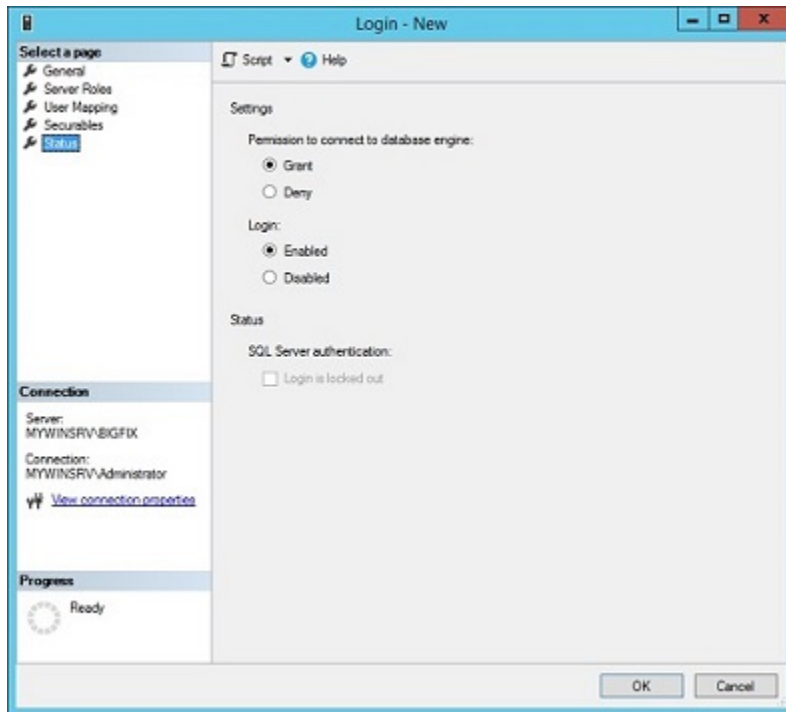 Login - New
Select a page
General
Server Roles
User Mapping
Securables
Status
Script
Help
Settings
Permission to connect to database engine:
Grant
Deny
Login:
Enabled
Disabled
Status
SQL Server authentication:
Login is locked out
Connection
Server:
MYWINSRV\BIGFIX
Connection:
MYWINSRV\Administrator
View connection properties
Progress
Ready
OK
Cancel